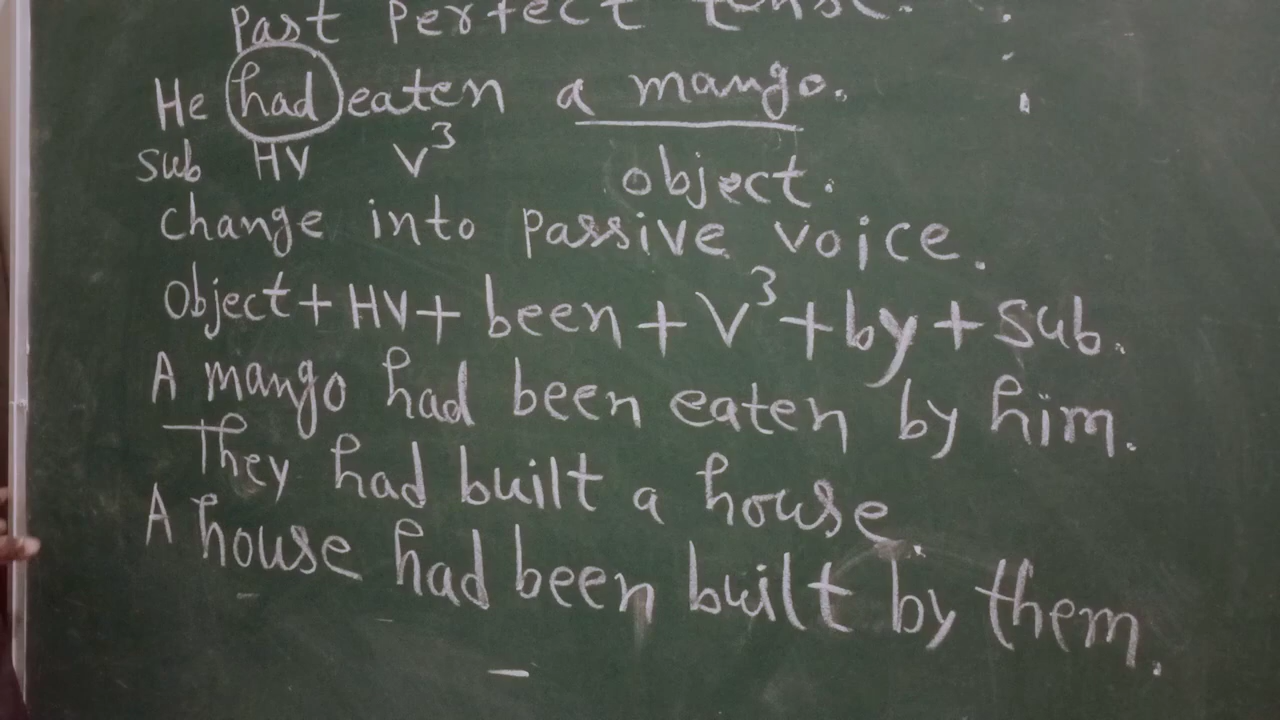 Past Perfect tense.
He had eaten a mango.
Sub HV V³ object.
change into passive voice.
Object + HV + been + V³ + by + Sub.
A mango had been eaten by him.
They had built a house
A house had been built by them.